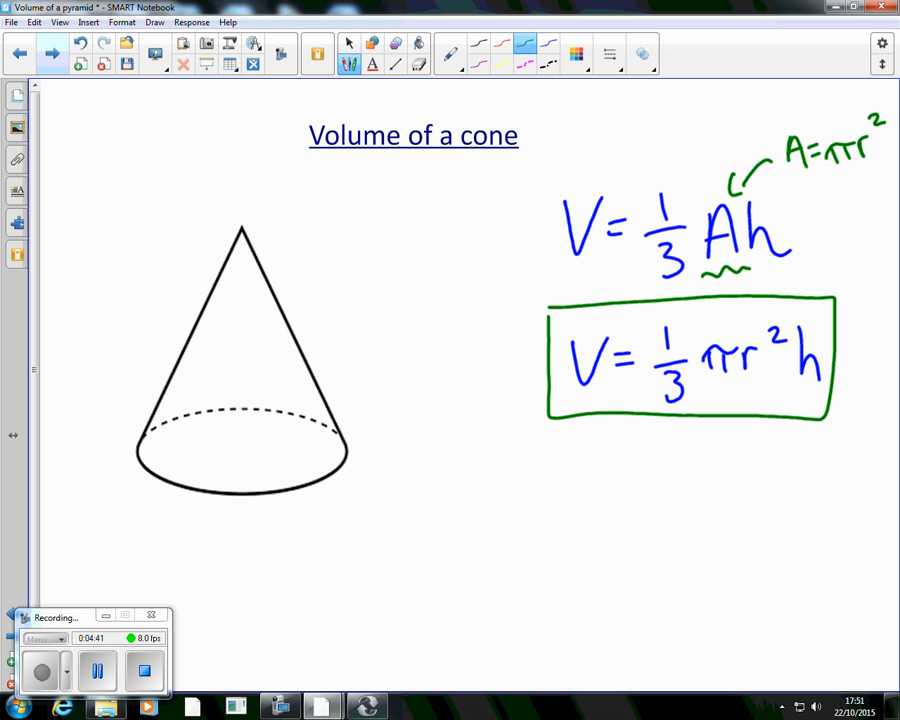 Volume of a pyramid * - SMART Notebook
File Edit View Insert Format Draw Response Help
Volume of a cone
A=πr²
V = 1/3 Ah
V = 1/3 πr²h
Recording...
Menu
0:04:41 8.0 fps
17:51
22/10/2015